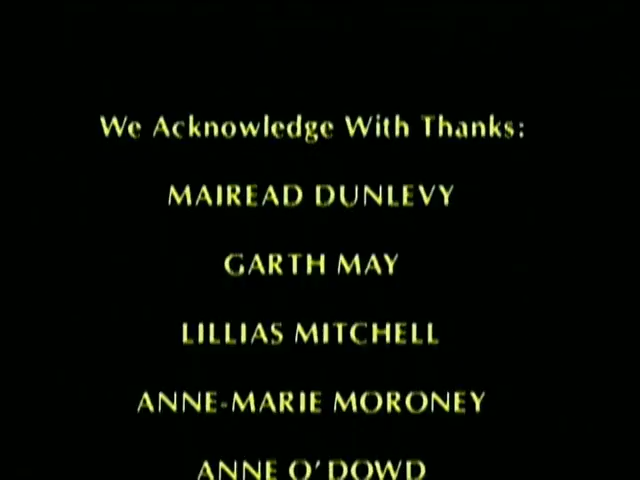 We Acknowledge With Thanks:
MAIREAD DUNLEVY
GARTH MAY
LILLIAS MITCHELL
ANNE-MARIE MORONEY
ANNE O'DOWD